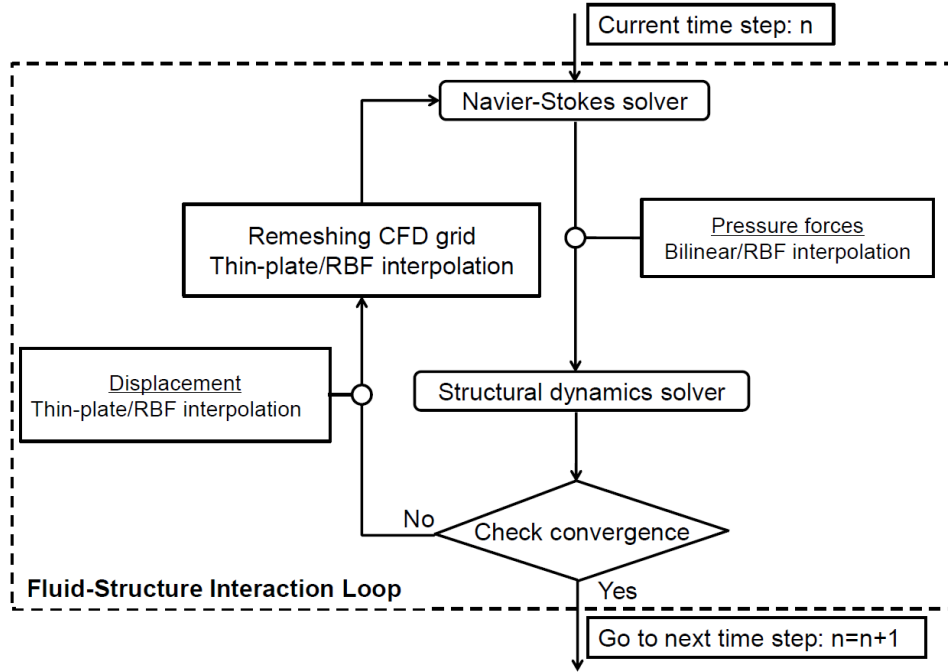 Current time step: n
Navier-Stokes solver
Remeshing CFD grid
Thin-plate/RBF interpolation
Pressure forces
Bilinear/RBF interpolation
Displacement
Thin-plate/RBF interpolation
Structural dynamics solver
No
Check convergence
Fluid-Structure Interaction Loop
Yes
Go to next time step: n=n+1